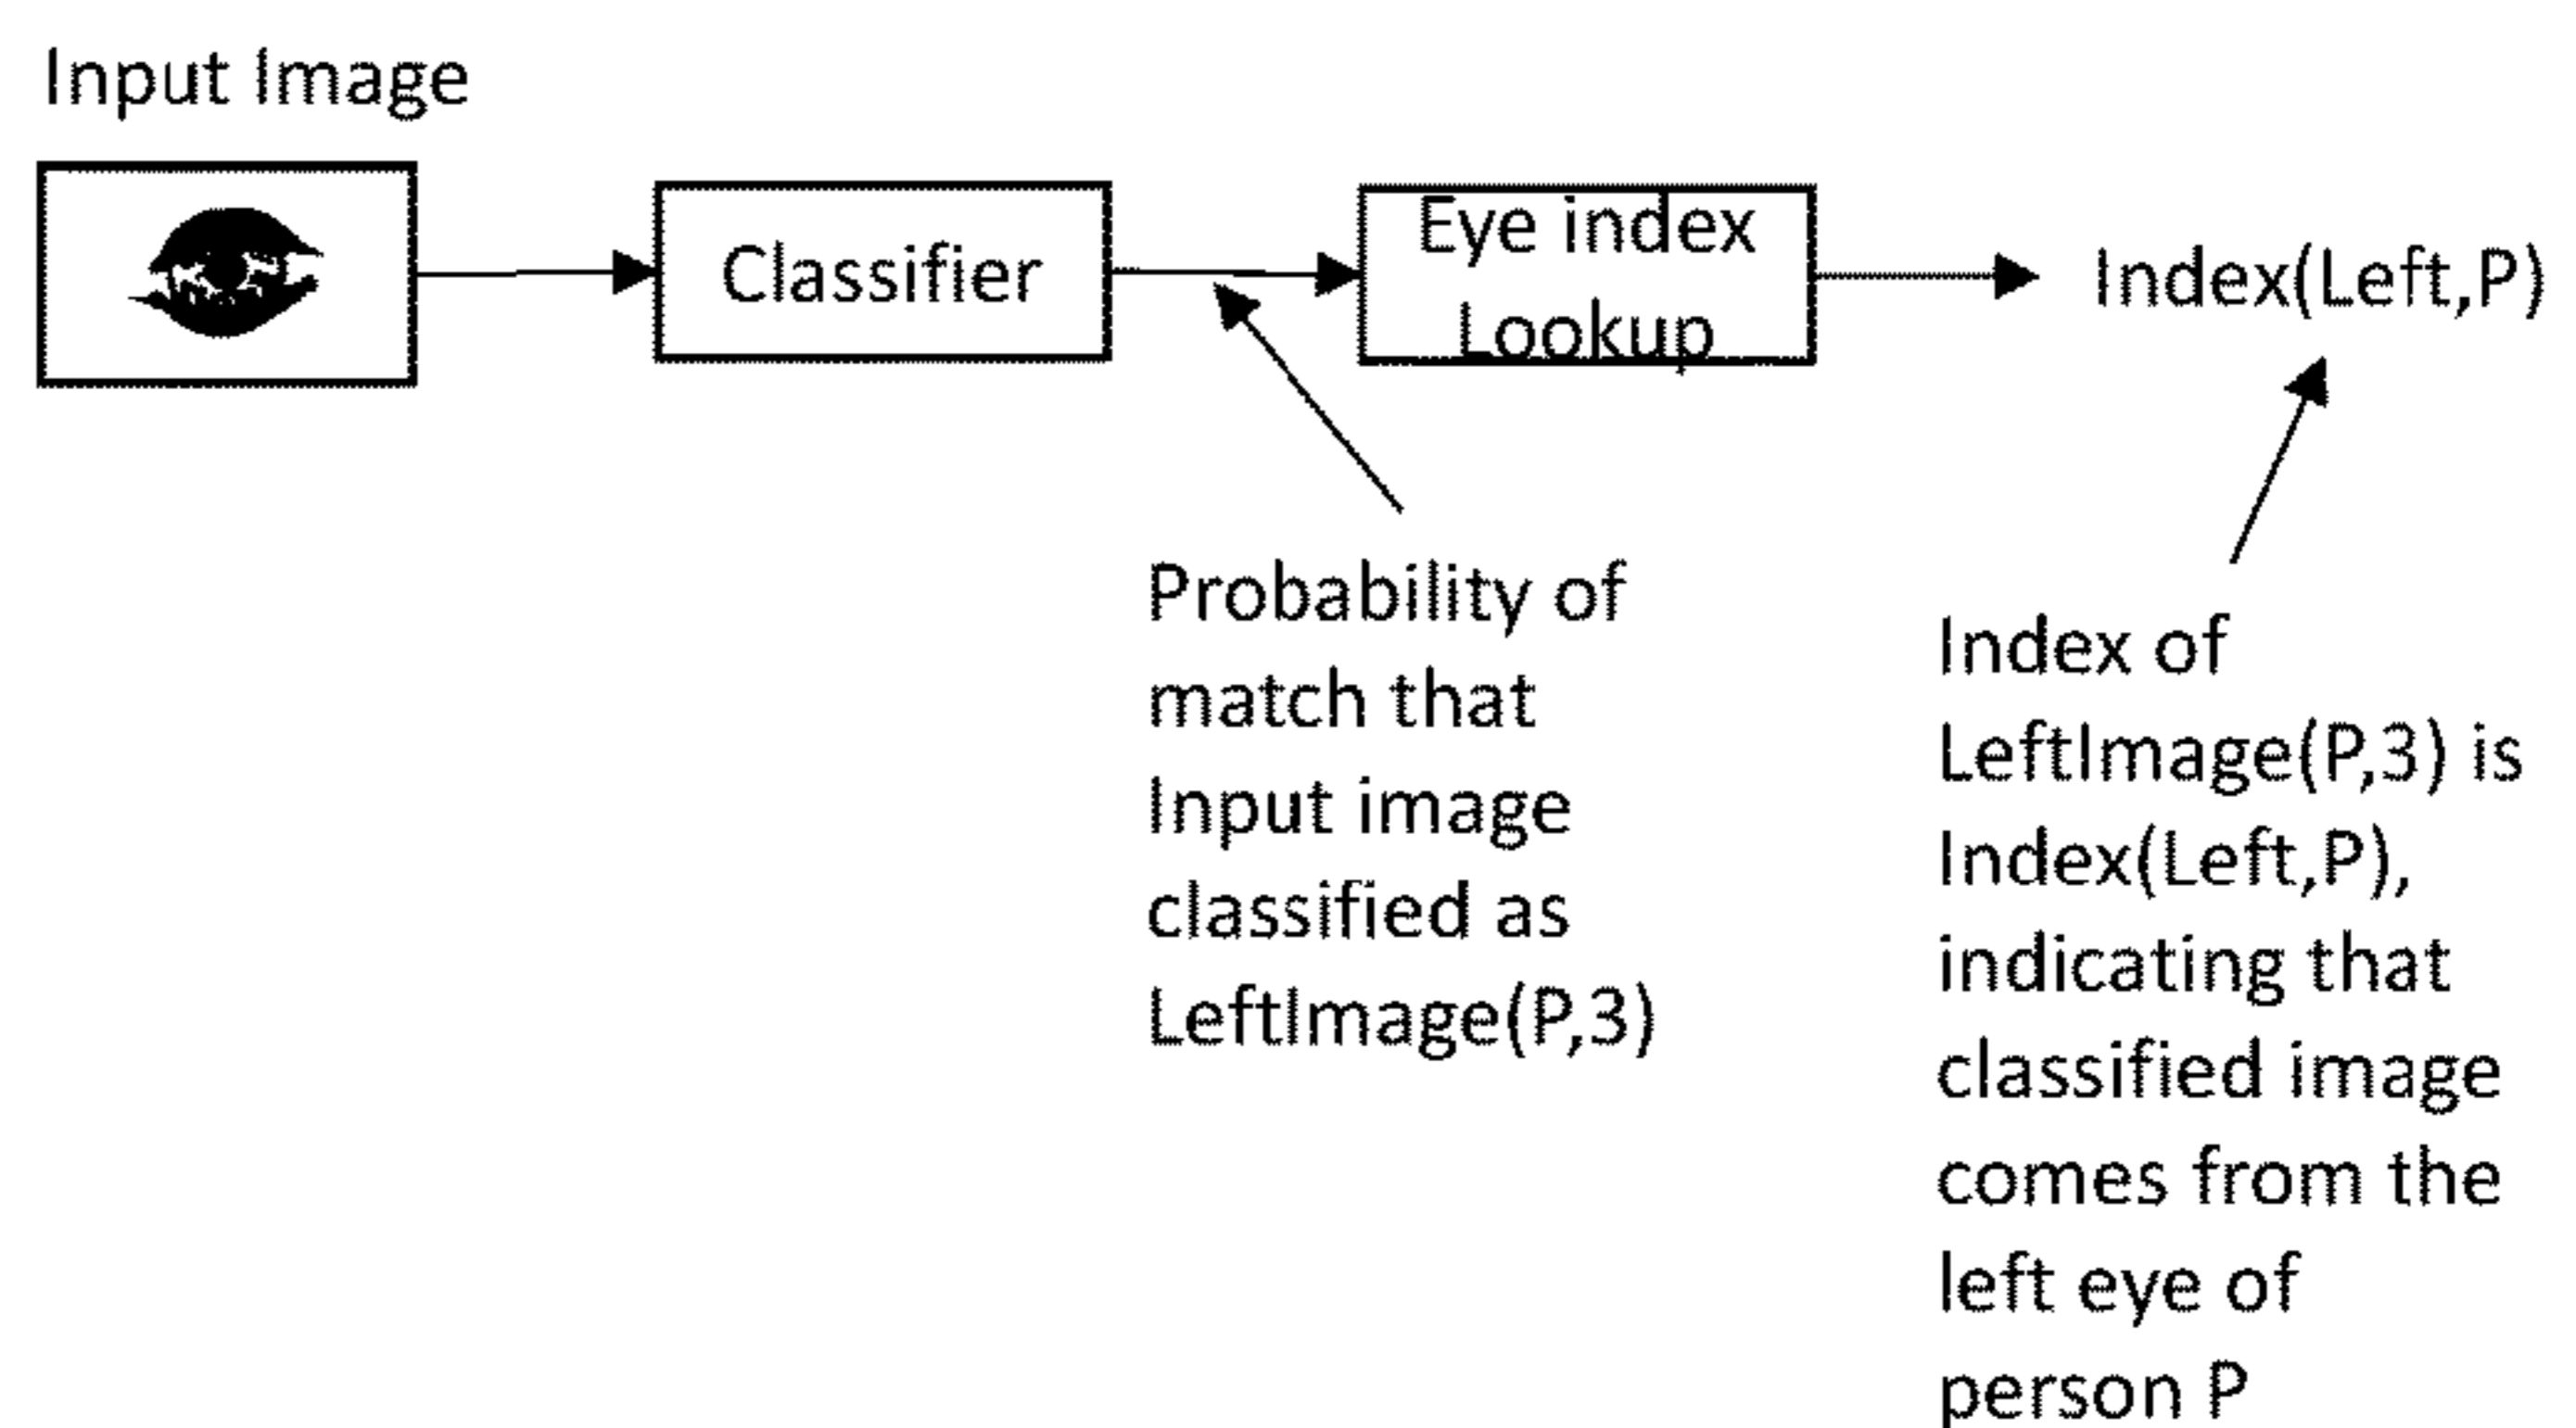 Input Image
Classifier
Eye index
Lookup
Index(Left,P)
Probability of
match that
Input image
classified as
LeftImage(P,3)
Index of
LeftImage(P,3) is
Index(Left,P),
indicating that
classified image
comes from the
left eye of
person P